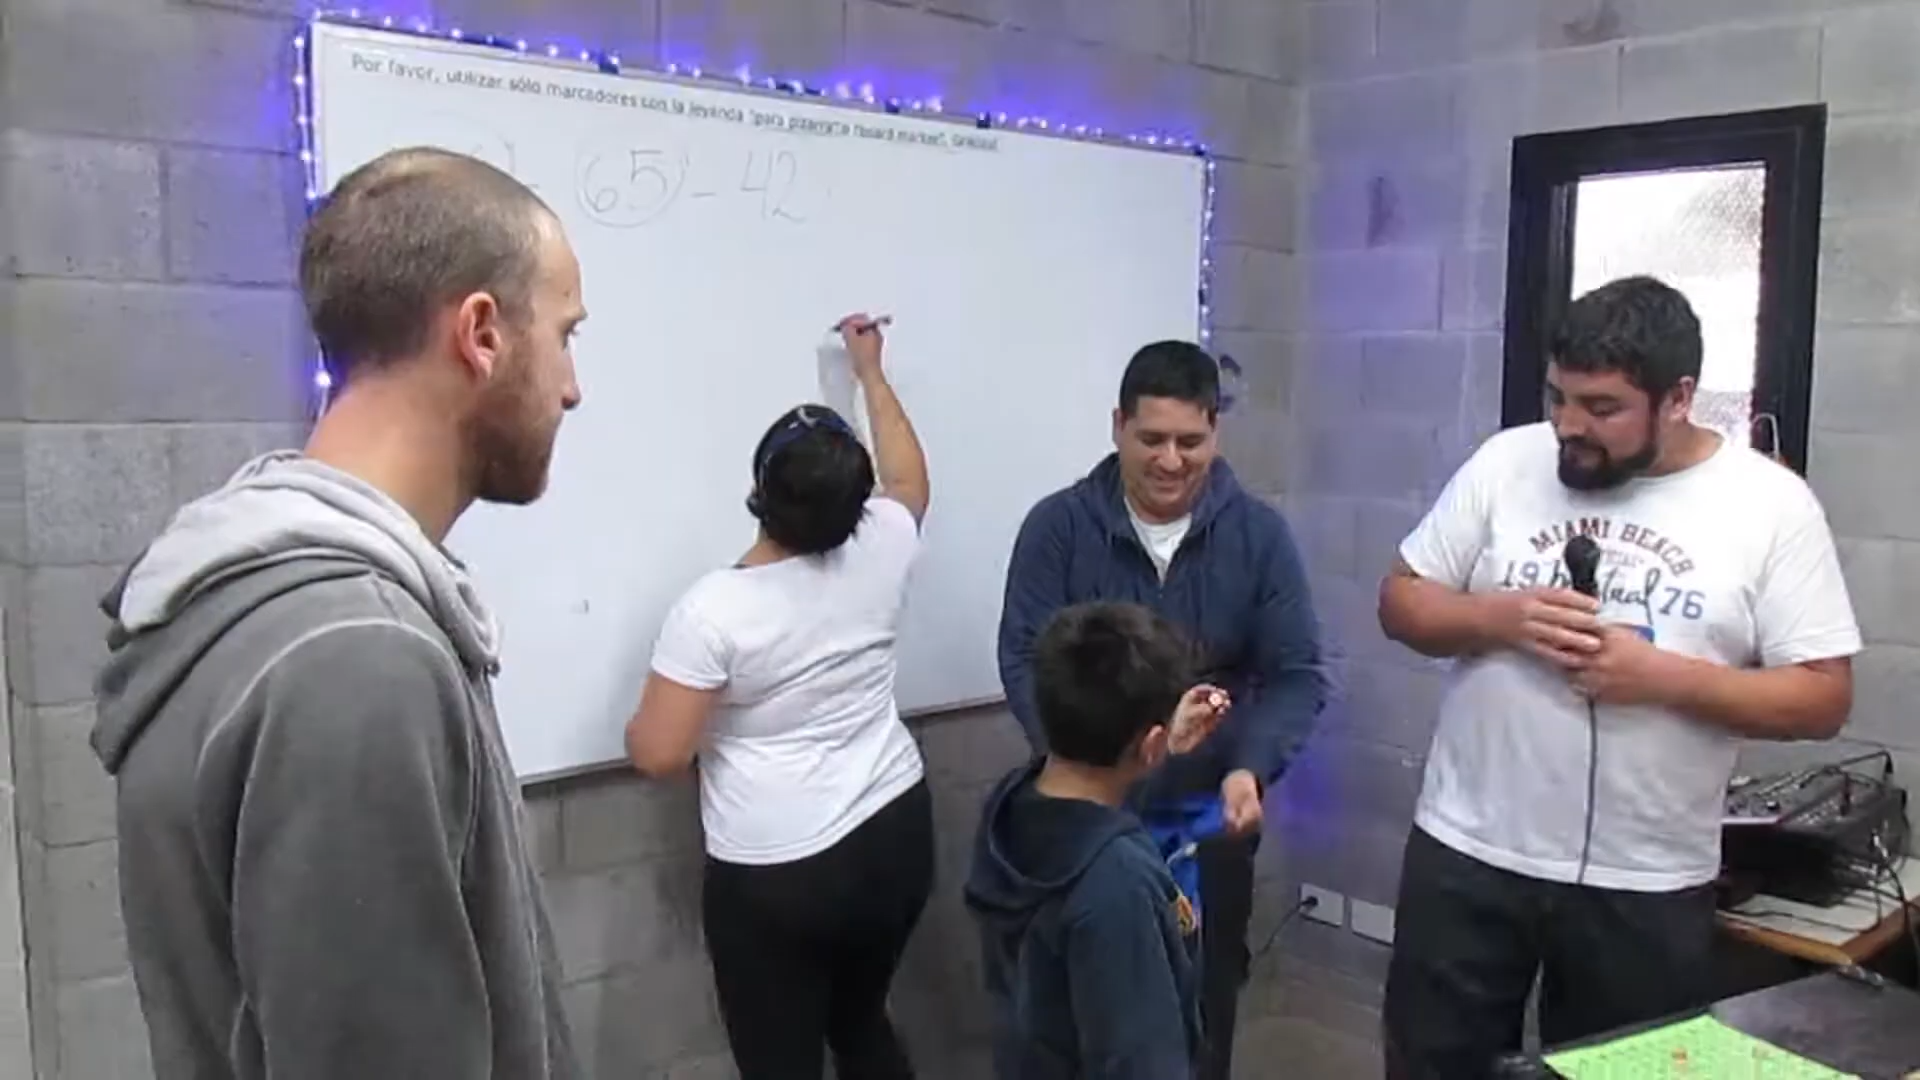 Por favor, utilizar sólo marcadores con la leyenda "para pizarra o board marker", Gracias!
- 65 - 42
MIAMI BEACH
19 76